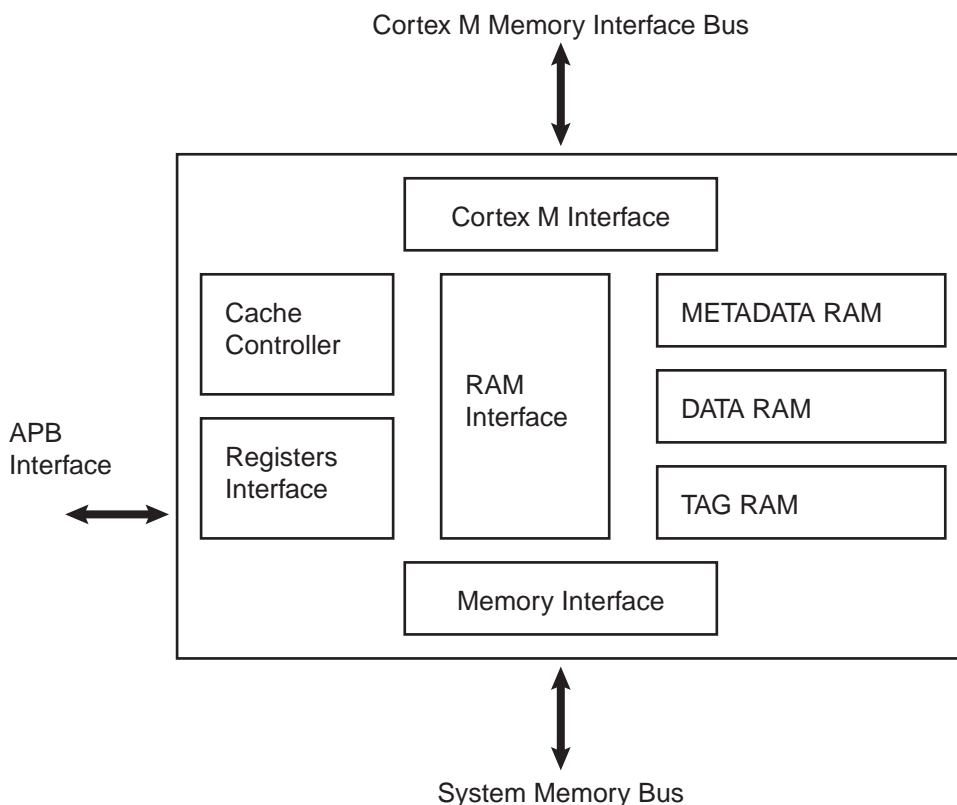 Cortex M Memory Interface Bus
Cortex M Interface
Cache
Controller
RAM
Interface
METADATA RAM
DATA RAM
APB
Interface
Registers
Interface
TAG RAM
Memory Interface
System Memory Bus